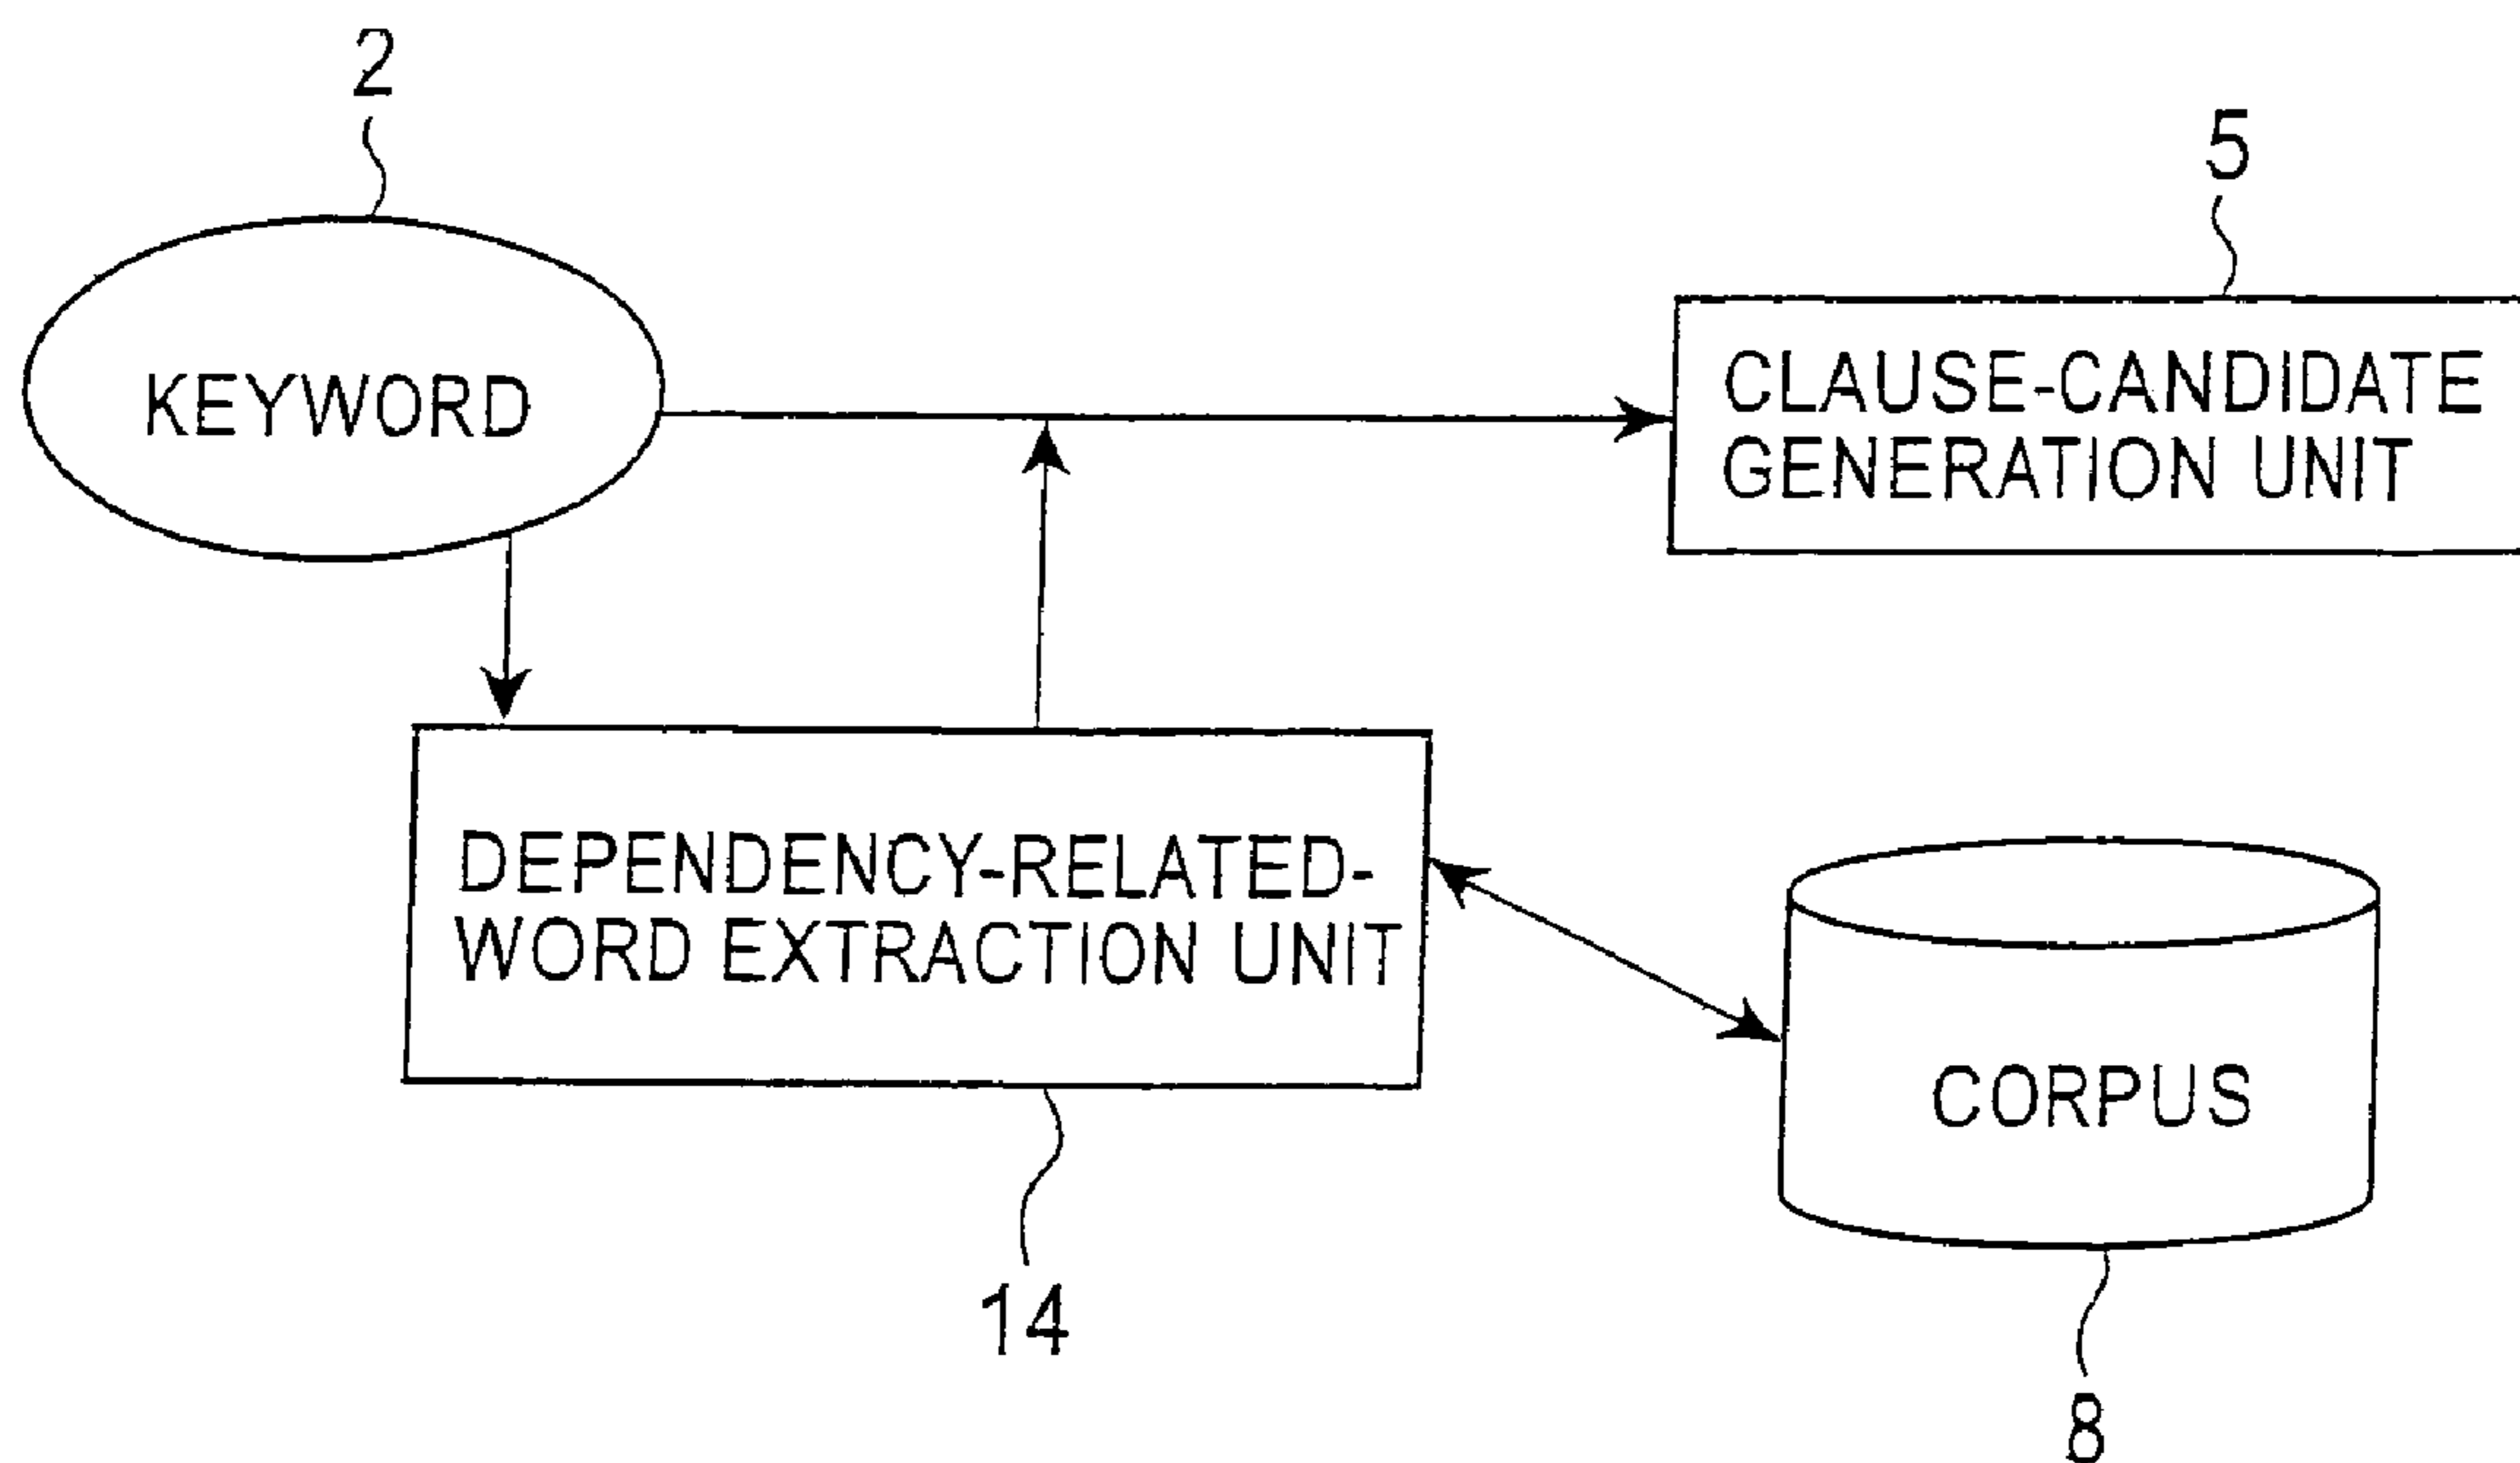 2
5
KEYWORD
CLAUSE-CANDIDATE
GENERATION UNIT
DEPENDENCY-RELATED-
WORD EXTRACTION UNIT
CORPUS
14
8